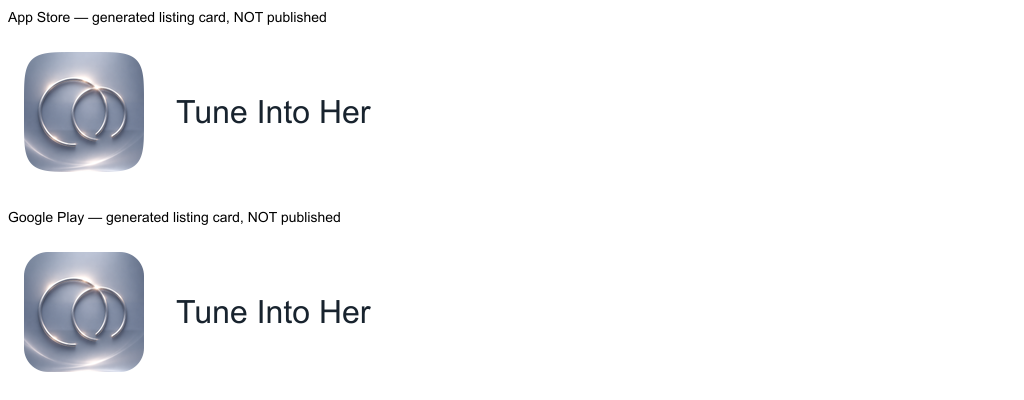 App Store — generated listing card, NOT published
Tune Into Her
Google Play — generated listing card, NOT published
Tune Into Her